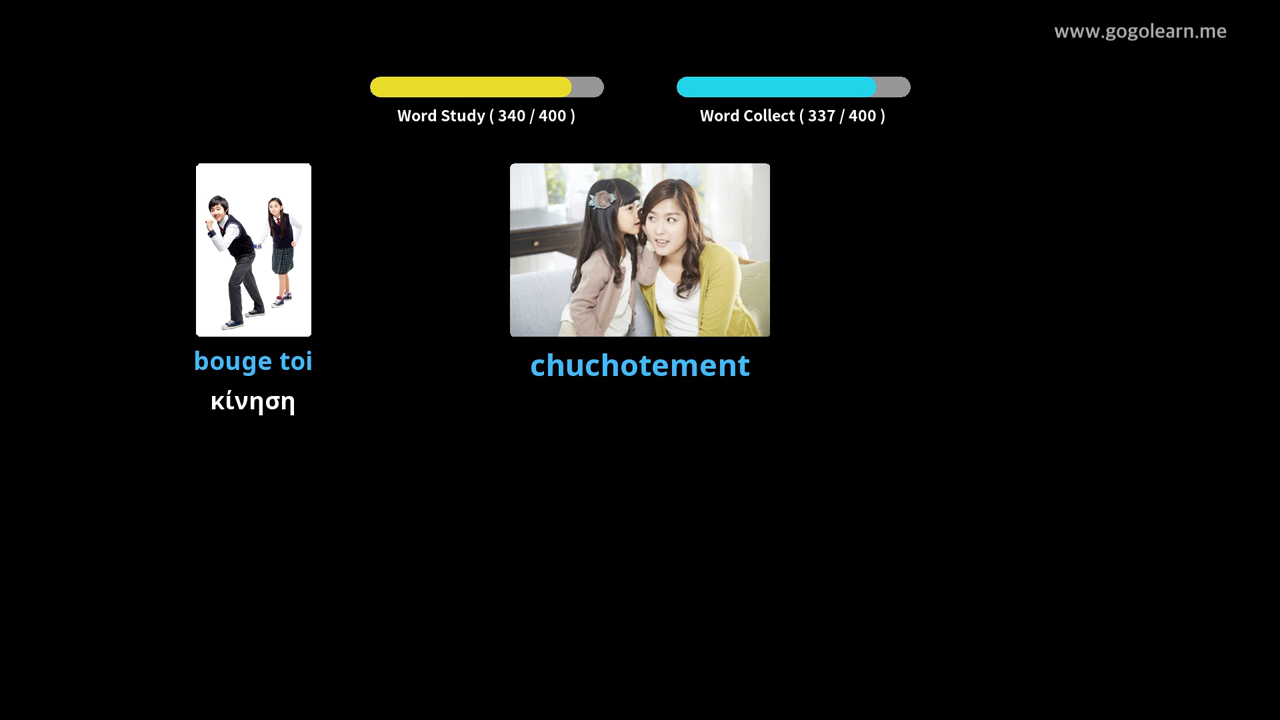 www.gogolearn.me
Word Study ( 340 / 400 )
Word Collect ( 337 / 400 )
bouge toi
κίνηση
chuchotement